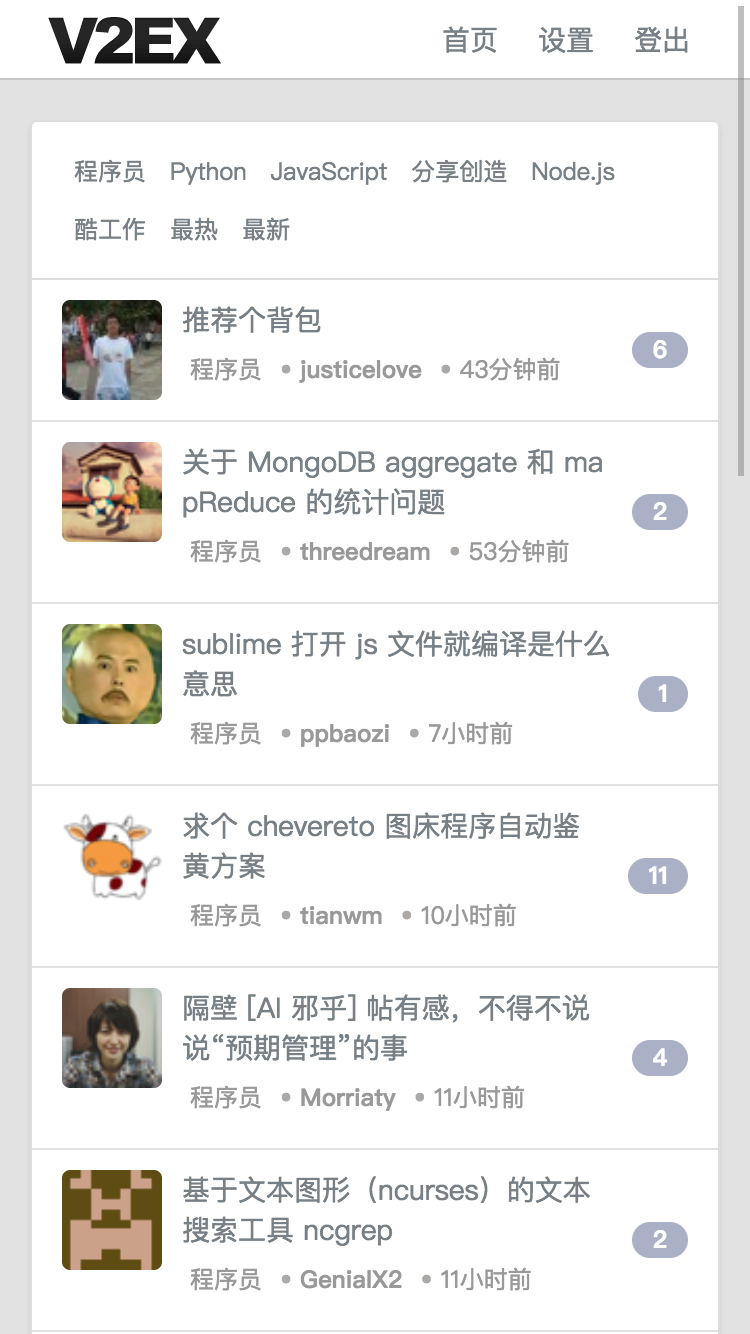 V2EX 首页 设置 登出
程序员 Python JavaScript 分享创造 Node.js
酷工作 最热 最新
推荐个背包
程序员 • justicelove • 43分钟前
6
关于 MongoDB aggregate 和 ma
pReduce 的统计问题
程序员 • threedream • 53分钟前
2
sublime 打开 js 文件就编译是什么
意思
程序员 • ppbaozi • 7小时前
1
求个 chevereto 图床程序自动鉴
黄方案
程序员 • tianwm • 10小时前
11
隔壁 [AI 邪乎] 帖有感，不得不说
说“预期管理”的事
程序员 • Morriaty • 11小时前
4
基于文本图形（ncurses）的文本
搜索工具 ncgrep
程序员 • GenialX2 • 11小时前
2